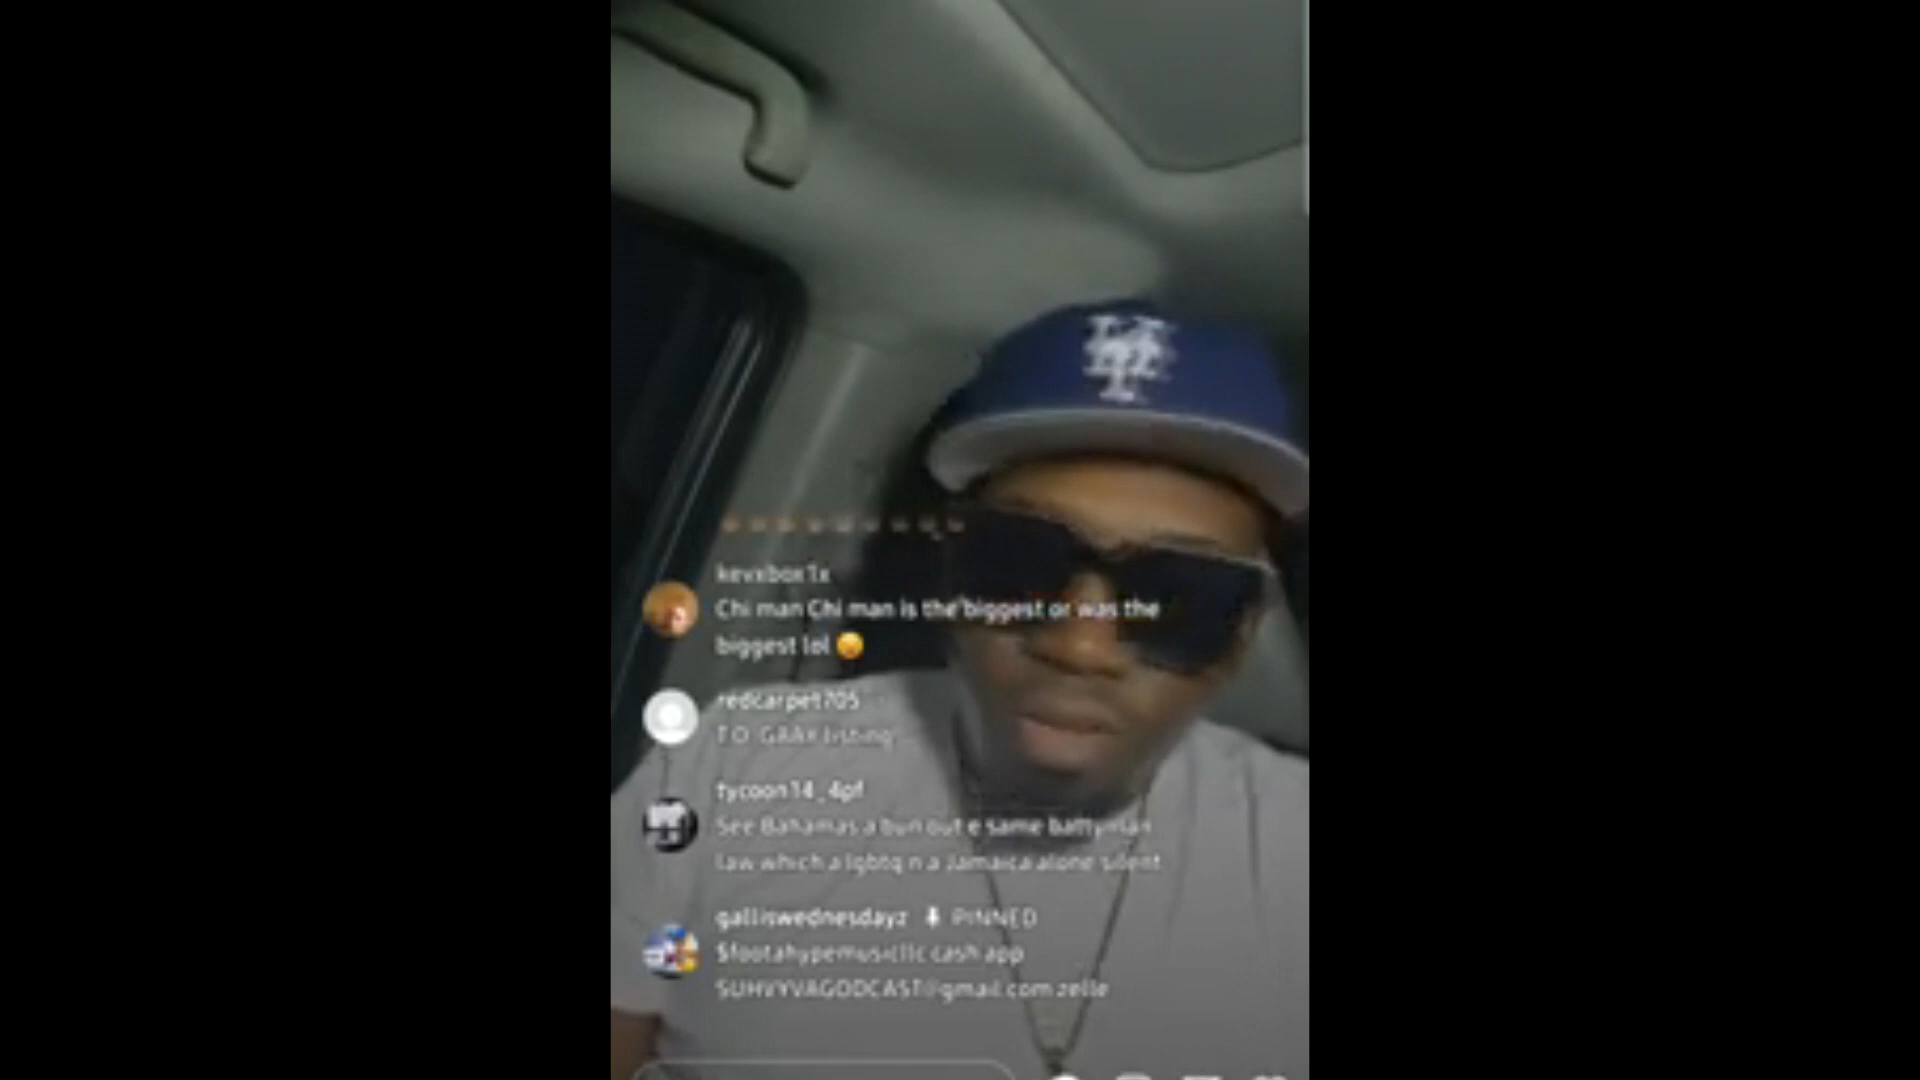 kevxbox1x
Chi man Chi man is the biggest or was the
biggest lol 😄
redcarpet705
tycoon14_4pf
See Bahamas a bun out e same battyman
law which a lgbtq n a Jamaica alone silent
galliswednesdayz PINNED
$footahypemusicllc cash app
SUHVYVAGODCAST@gmail.com zelle